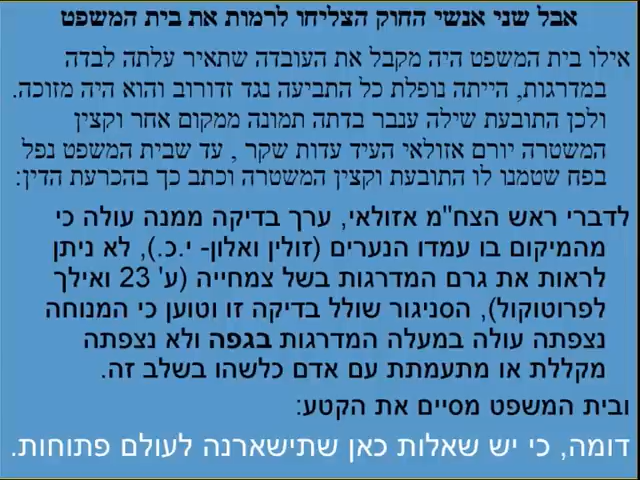 אבל שני אנשי החוק הצליחו לרמות את בית המשפט
אילו בית המשפט היה מקבל את העובדה שתאיר עלתה לבדה
במדרגות, הייתה נופלת כל התביעה נגד זדורוב והוא היה מזוכה.
ולכן התובעת שילה ענבר בדתה תמונה ממקום אחר וקצין
המשטרה יורם אזולאי העיד עדות שקר , עד שבית המשפט נפל
בפח שטמנו לו התובעת וקצין המשטרה וכתב כך בהכרעת הדין:
לדברי ראש הצח"מ אזולאי, ערך בדיקה ממנה עולה כי
מהמיקום בו עמדו הנערים (זולין ואלון- י.כ.), לא ניתן
לראות את גרם המדרגות בשל צמחייה (ע' 23 ואילך
לפרוטוקול), הסניגור שולל בדיקה זו וטוען כי המנוחה
נצפתה עולה במעלה המדרגות בגפה ולא נצפתה
מקללת או מתעמתת עם אדם כלשהו בשלב זה.
ובית המשפט מסיים את הקטע:
דומה, כי יש שאלות כאן שתישארנה לעולם פתוחות.